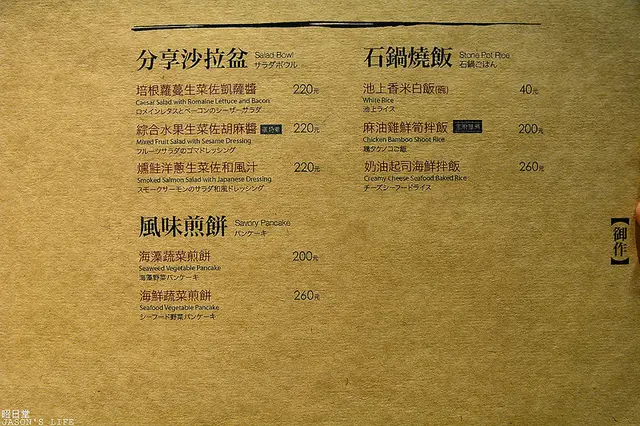 分享沙拉盆 Salad Bowl
サラダボウル
培根蘿蔓生菜佐凱薩醬 220元
Caesar Salad with Romaine Lettuce and Bacon
ロメインレタスとベーコンのシーザーサラダ
綜合水果生菜佐胡麻醬 220元
Mixed Fruit Salad with Sesame Dressing
フルーツサラダのゴマドレッシング
燻鮭洋蔥生菜佐和風汁 220元
Smoked Salmon Salad with Japanese Dressing
スモークサーモンのサラダ和風ドレッシング
風味煎餅 Savory Pancake
パンケーキ
海藻蔬菜煎餅 200元
Seaweed Vegetable Pancake
海藻野菜パンケーキ
海鮮蔬菜煎餅 260元
Seafood Vegetable Pancake
シーフード野菜パンケーキ
石鍋燒飯 Stone Pot Rice
石鍋ごはん
池上香米白飯(碗) 40元
White Rice
池上ライス
麻油雞鮮筍拌飯 200元
Chicken Bamboo Shoot Rice
鶏タケノコご飯
奶油起司海鮮拌飯 260元
Creamy Cheese Seafood Baked Rice
チーズシーフードライス
【御作】
昭日堂
JASON'S LIFE